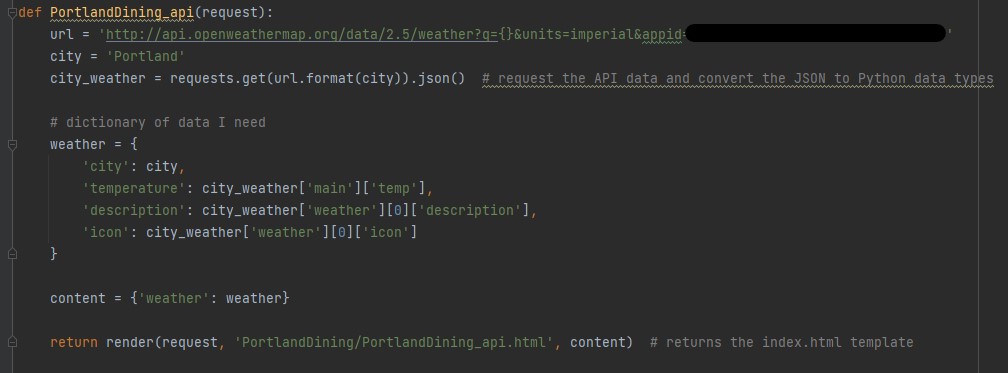 def PortlandDining_api(request):
    url = 'http://api.openweathermap.org/data/2.5/weather?q={}&units=imperial&appid='
    city = 'Portland'
    city_weather = requests.get(url.format(city)).json()  # request the API data and convert the JSON to Python data types
    # dictionary of data I need
    weather = {
        'city': city,
        'temperature': city_weather['main']['temp'],
        'description': city_weather['weather'][0]['description'],
        'icon': city_weather['weather'][0]['icon']
    }
    content = {'weather': weather}
    return render(request, 'PortlandDining/PortlandDining_api.html', content)  # returns the index.html template